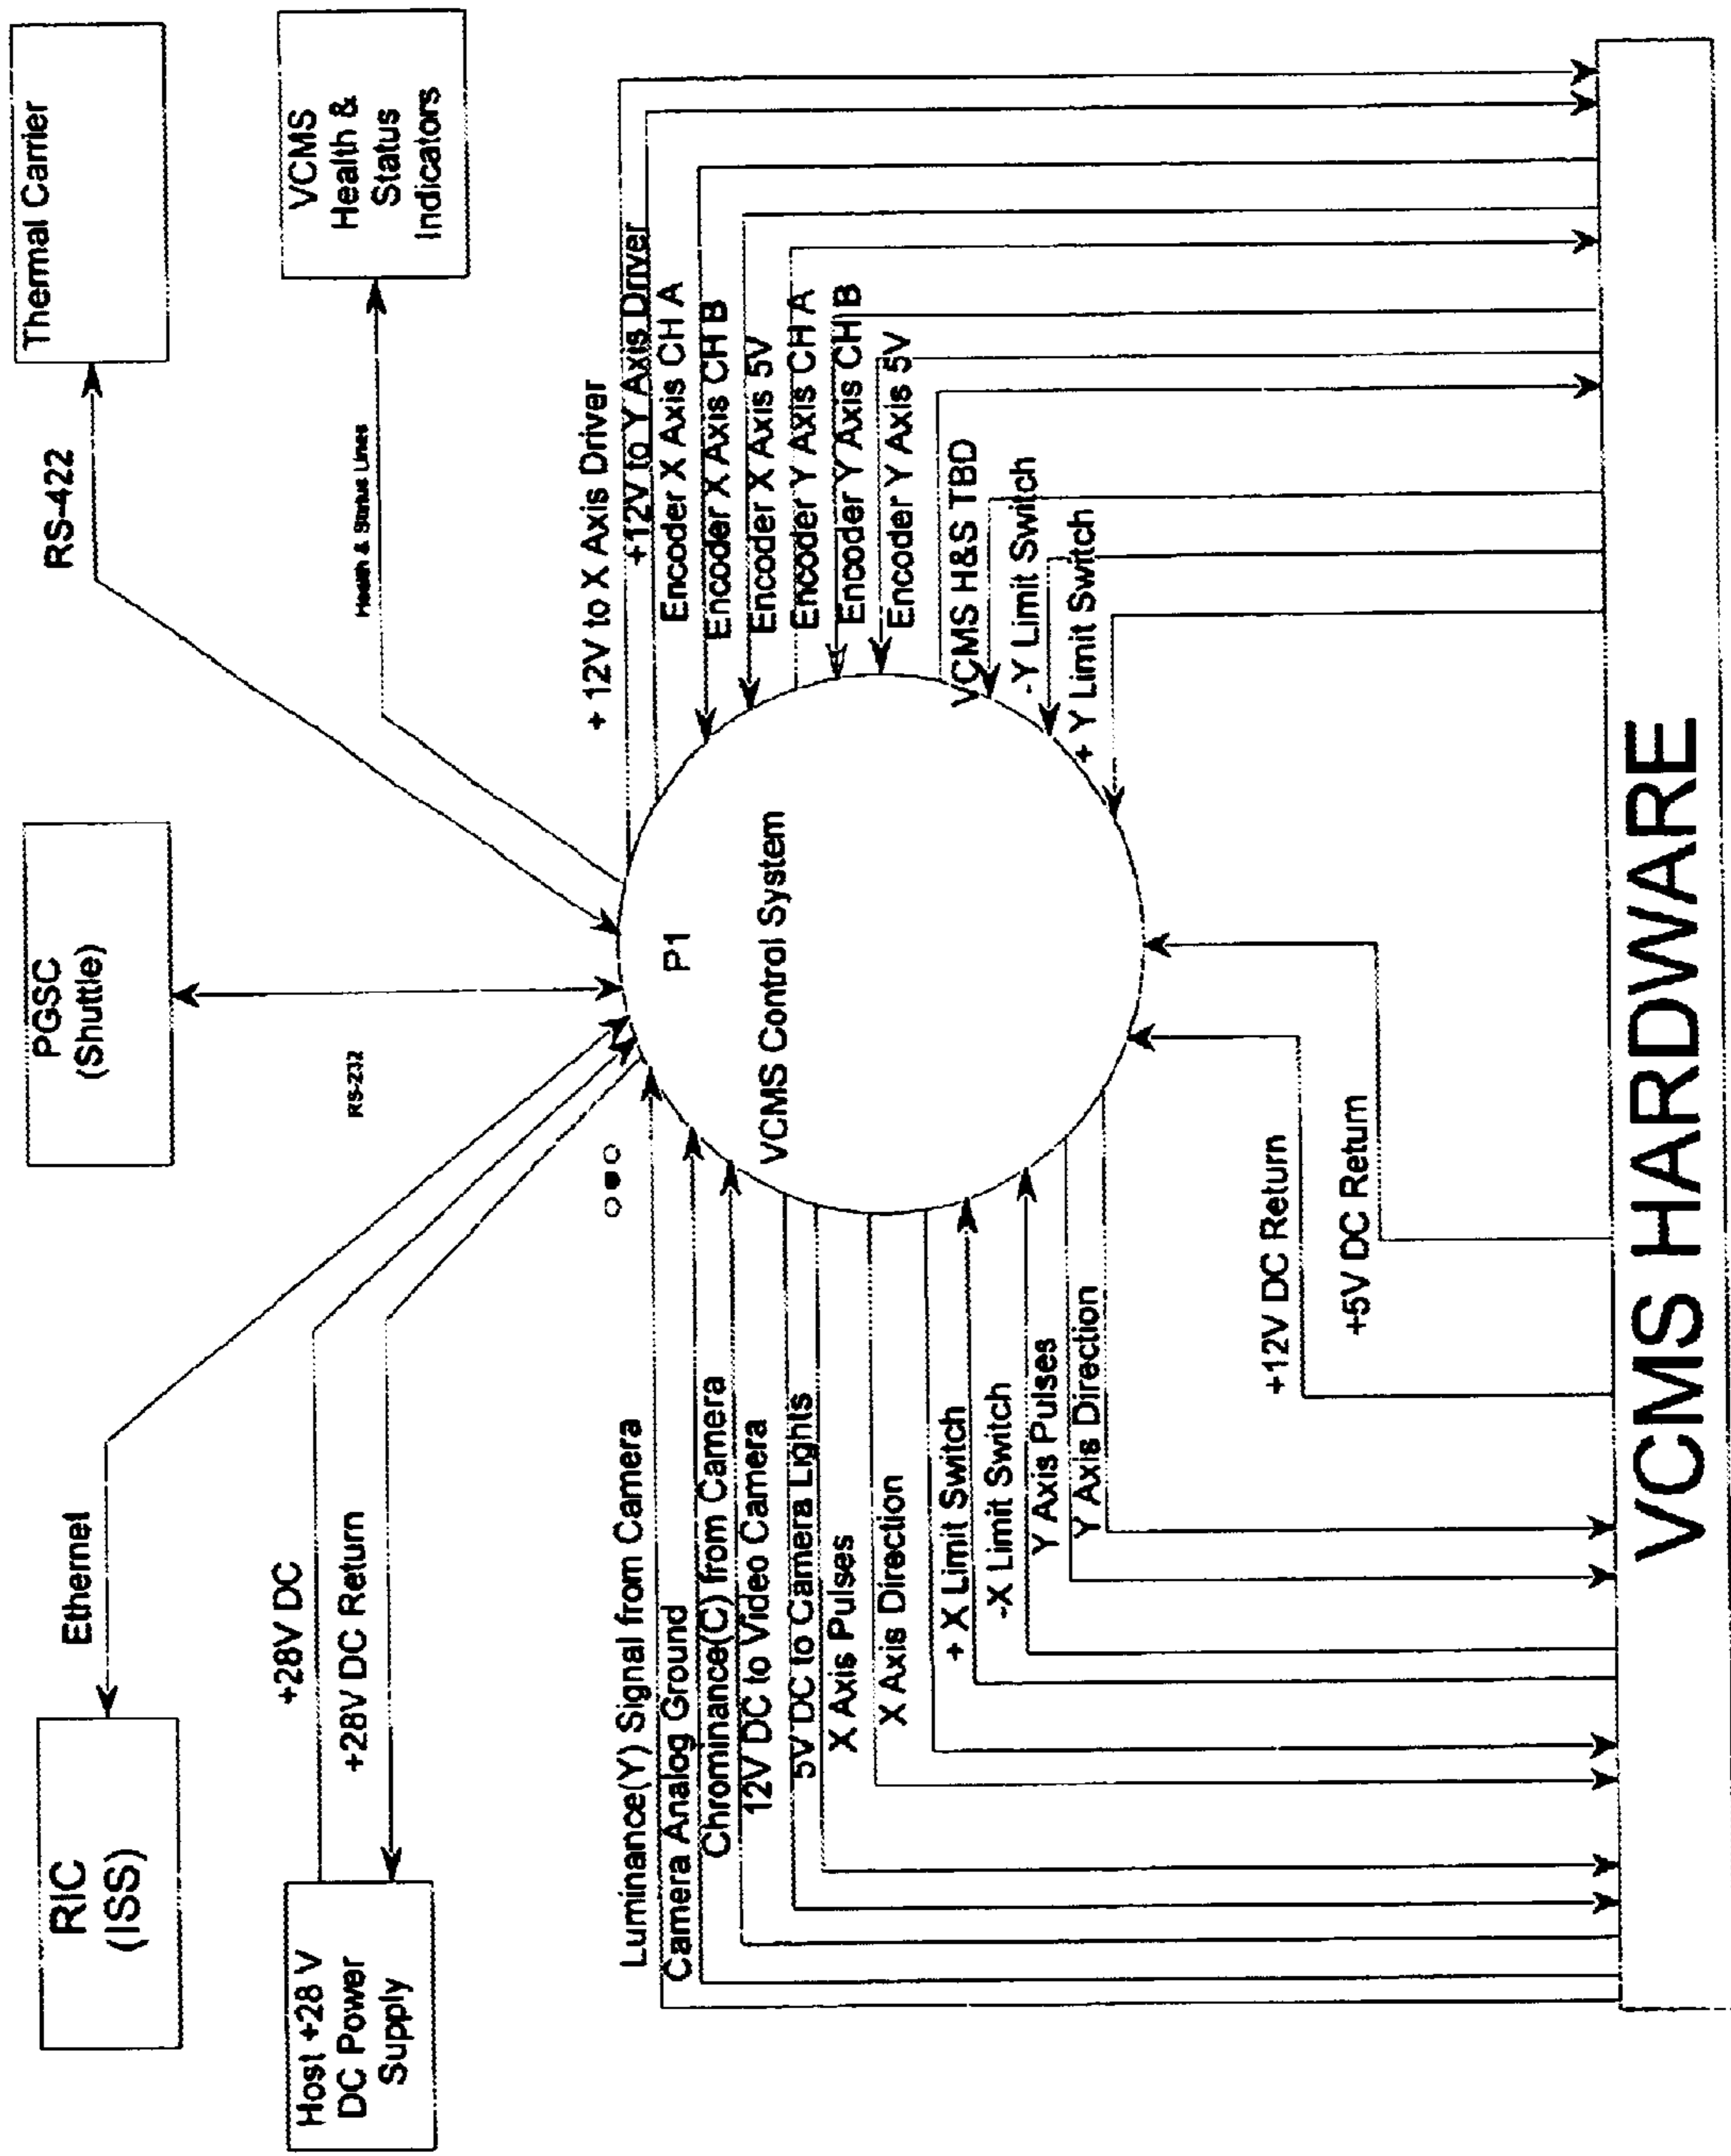 RIC
(ISS)
Ethernet
PGSC
(Shuttle)
RS-232
RS-422
Thermal Carrier
Host +28 V
DC Power
Supply
+28V DC
+28V DC Return
Health & Status Lines
VCMS
Health &
Status
Indicators
P1
VCMS Control System
Luminance(Y) Signal from Camera
Camera Analog Ground
Chrominance(C) from Camera
12V DC to Video Camera
5V DC to Camera Lights
X Axis Pulses
X Axis Direction
+ X Limit Switch
-X Limit Switch
Y Axis Pulses
Y Axis Direction
+ 12V to X Axis Driver
+12V to Y Axis Driver
Encoder X Axis CH A
Encoder X Axis CH B
Encoder X Axis 5V
Encoder Y Axis CH A
Encoder Y Axis CH B
Encoder Y Axis 5V
VCMS H&S TBD
-Y Limit Switch
+ Y Limit Switch
+12V DC Return
+5V DC Return
VCMS HARDWARE